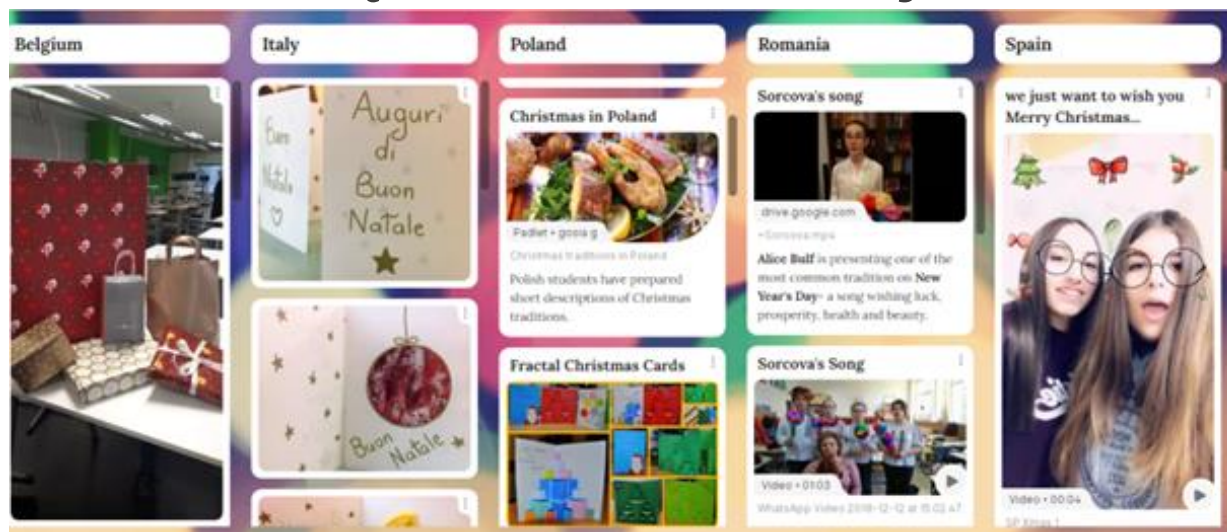 Belgium
Italy
Auguri
di
Buon
Natale
Buon
Natale
Buon
Natale
Poland
Christmas in Poland
Padlet • gosia g
Christmas traditions in Poland
Polish students have prepared
short descriptions of Christmas
traditions.
Fractal Christmas Cards
Romania
Sorcova's song
drive.google.com
~Sorcova.mp4
Alice Bulf is presenting one of the
most common tradition on New
Year's Day- a song wishing luck,
prosperity, health and beauty.
Sorcova's Song
Video • 01:03
WhatsApp Video 2018-12-12 at 15.02.47
Spain
we just want to wish you
Merry Christmas...
Video • 00:04
SP Xmas 1